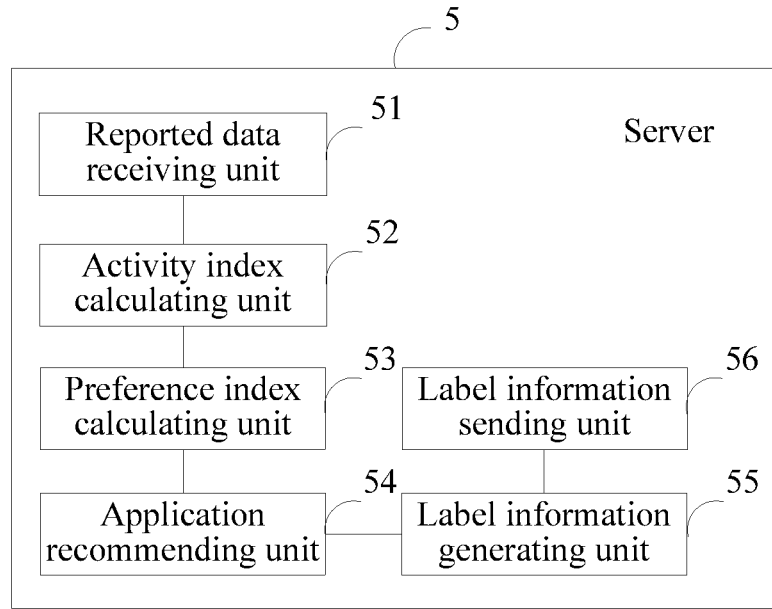 5
Server
Reported data
receiving unit
51
Activity index
calculating unit
52
Preference index
calculating unit
53
Label information
sending unit
56
Application
recommending unit
54
Label information
generating unit
55